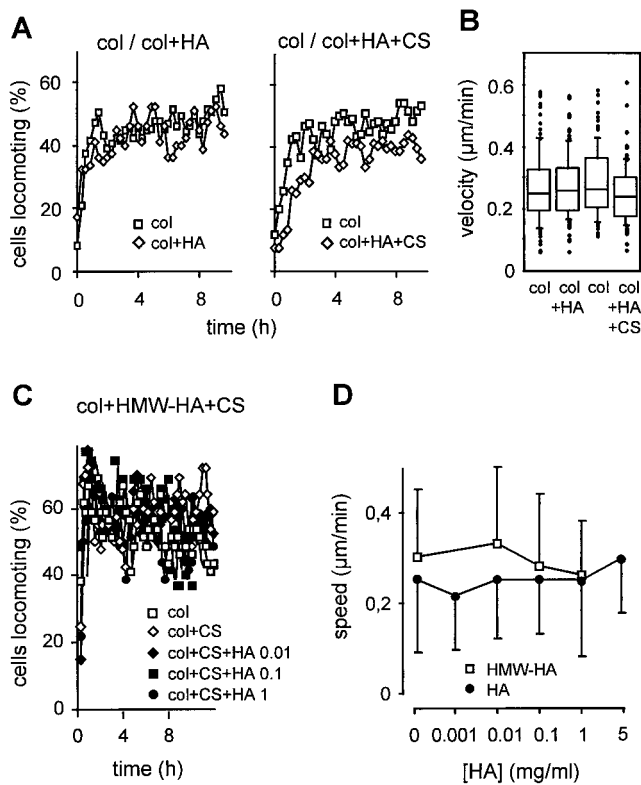 A
col / col+HA
cells locomoting (%)
60
40
20
0
0
4
8
col
col+HA
col / col+HA+CS
0
4
8
col
col+HA+CS
time (h)
B
velocity (µm/min)
0.6
0.4
0.2
0
col
col
+HA
col
col
+HA
+CS
C
col+HMW-HA+CS
cells locomoting (%)
60
40
20
0
0
4
8
col
col+CS
col+CS+HA 0.01
col+CS+HA 0.1
col+CS+HA 1
time (h)
D
speed (µm/min)
0,4
0,2
0
HMW-HA
HA
0
0.001
0.01
0.1
1
5
[HA] (mg/ml)